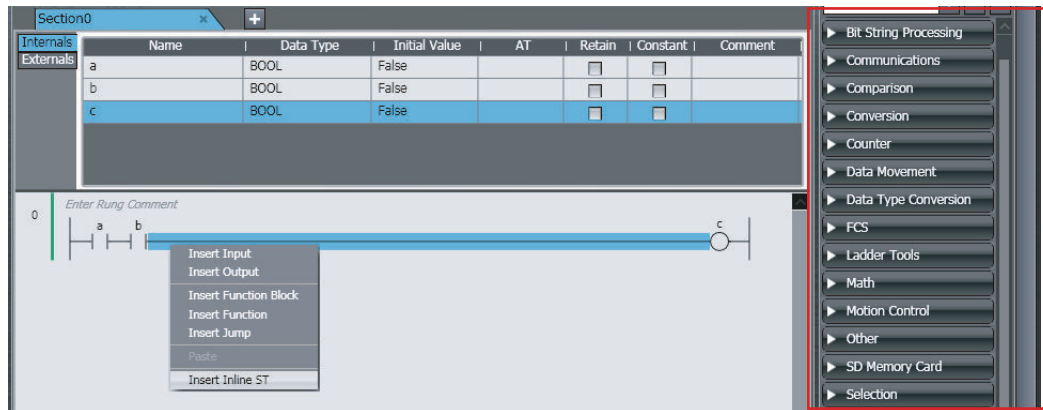 Section0 × +
Internals
Externals
Name Data Type Initial Value AT Retain Constant Comment
a BOOL False
b BOOL False
c BOOL False
0
Enter Rung Comment
a b c
Insert Input
Insert Output
Insert Function Block
Insert Function
Insert Jump
Paste
Insert Inline ST
Bit String Processing
Communications
Comparison
Conversion
Counter
Data Movement
Data Type Conversion
FCS
Ladder Tools
Math
Motion Control
Other
SD Memory Card
Selection